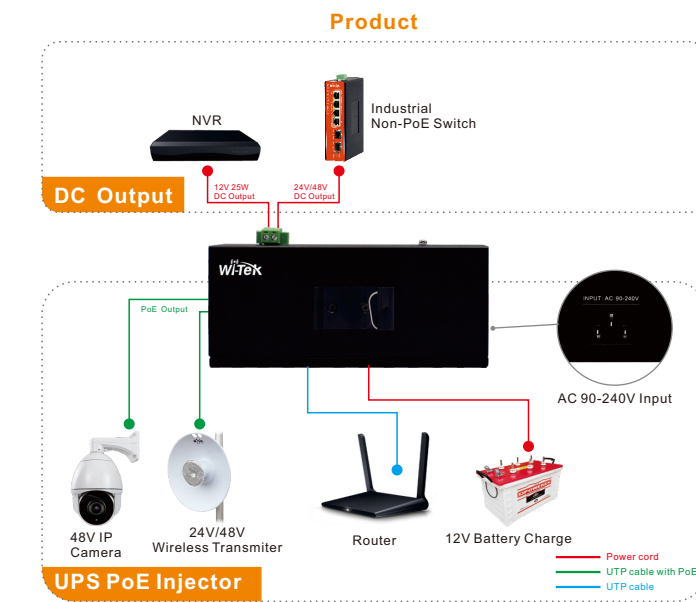 Product
NVR
Industrial
Non-PoE Switch
12V 25W
DC Output
24V/48V
DC Output
DC Output
Wi-Tek
INPUT: AC 90-240V
PoE Output
AC 90-240V Input
48V IP
Camera
24V/48V
Wireless Transmiter
Router
12V Battery Charge
Power cord
UTP cable with PoE
UTP cable
UPS PoE Injector